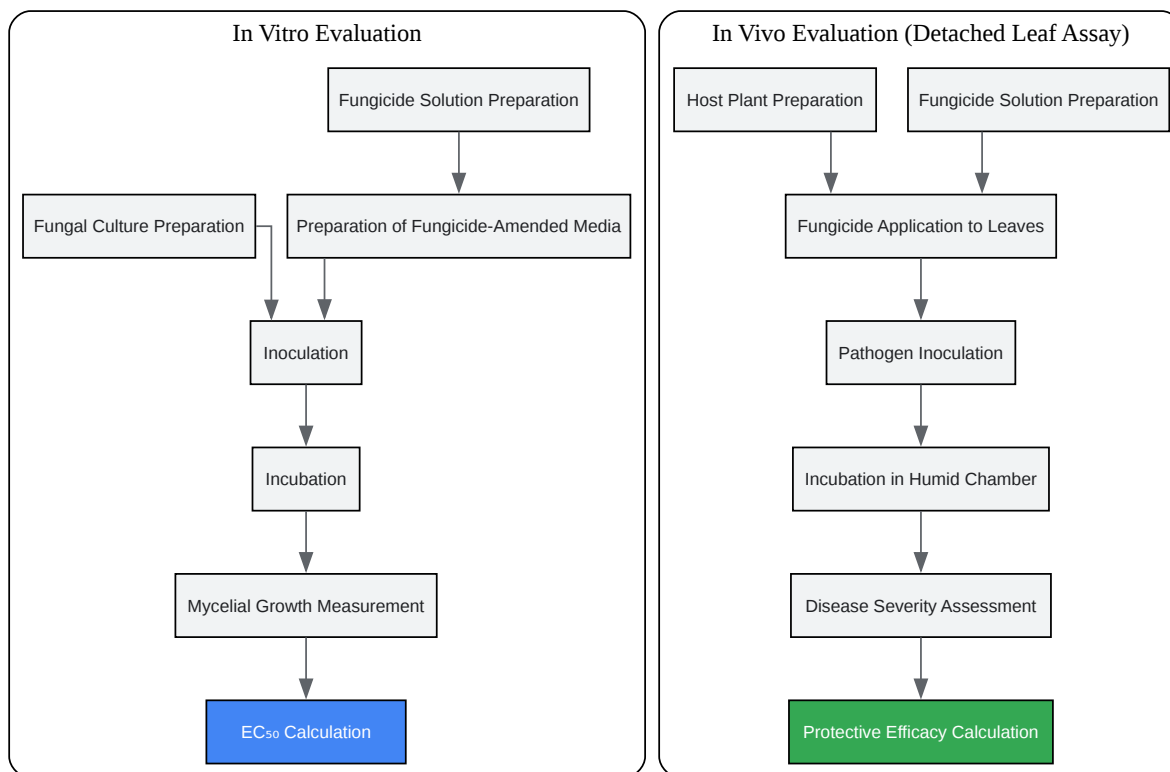 In Vitro Evaluation
Fungicide Solution Preparation
Fungal Culture Preparation
Preparation of Fungicide-Amended Media
Inoculation
Incubation
Mycelial Growth Measurement
EC₅₀ Calculation
In Vivo Evaluation (Detached Leaf Assay)
Host Plant Preparation
Fungicide Solution Preparation
Fungicide Application to Leaves
Pathogen Inoculation
Incubation in Humid Chamber
Disease Severity Assessment
Protective Efficacy Calculation